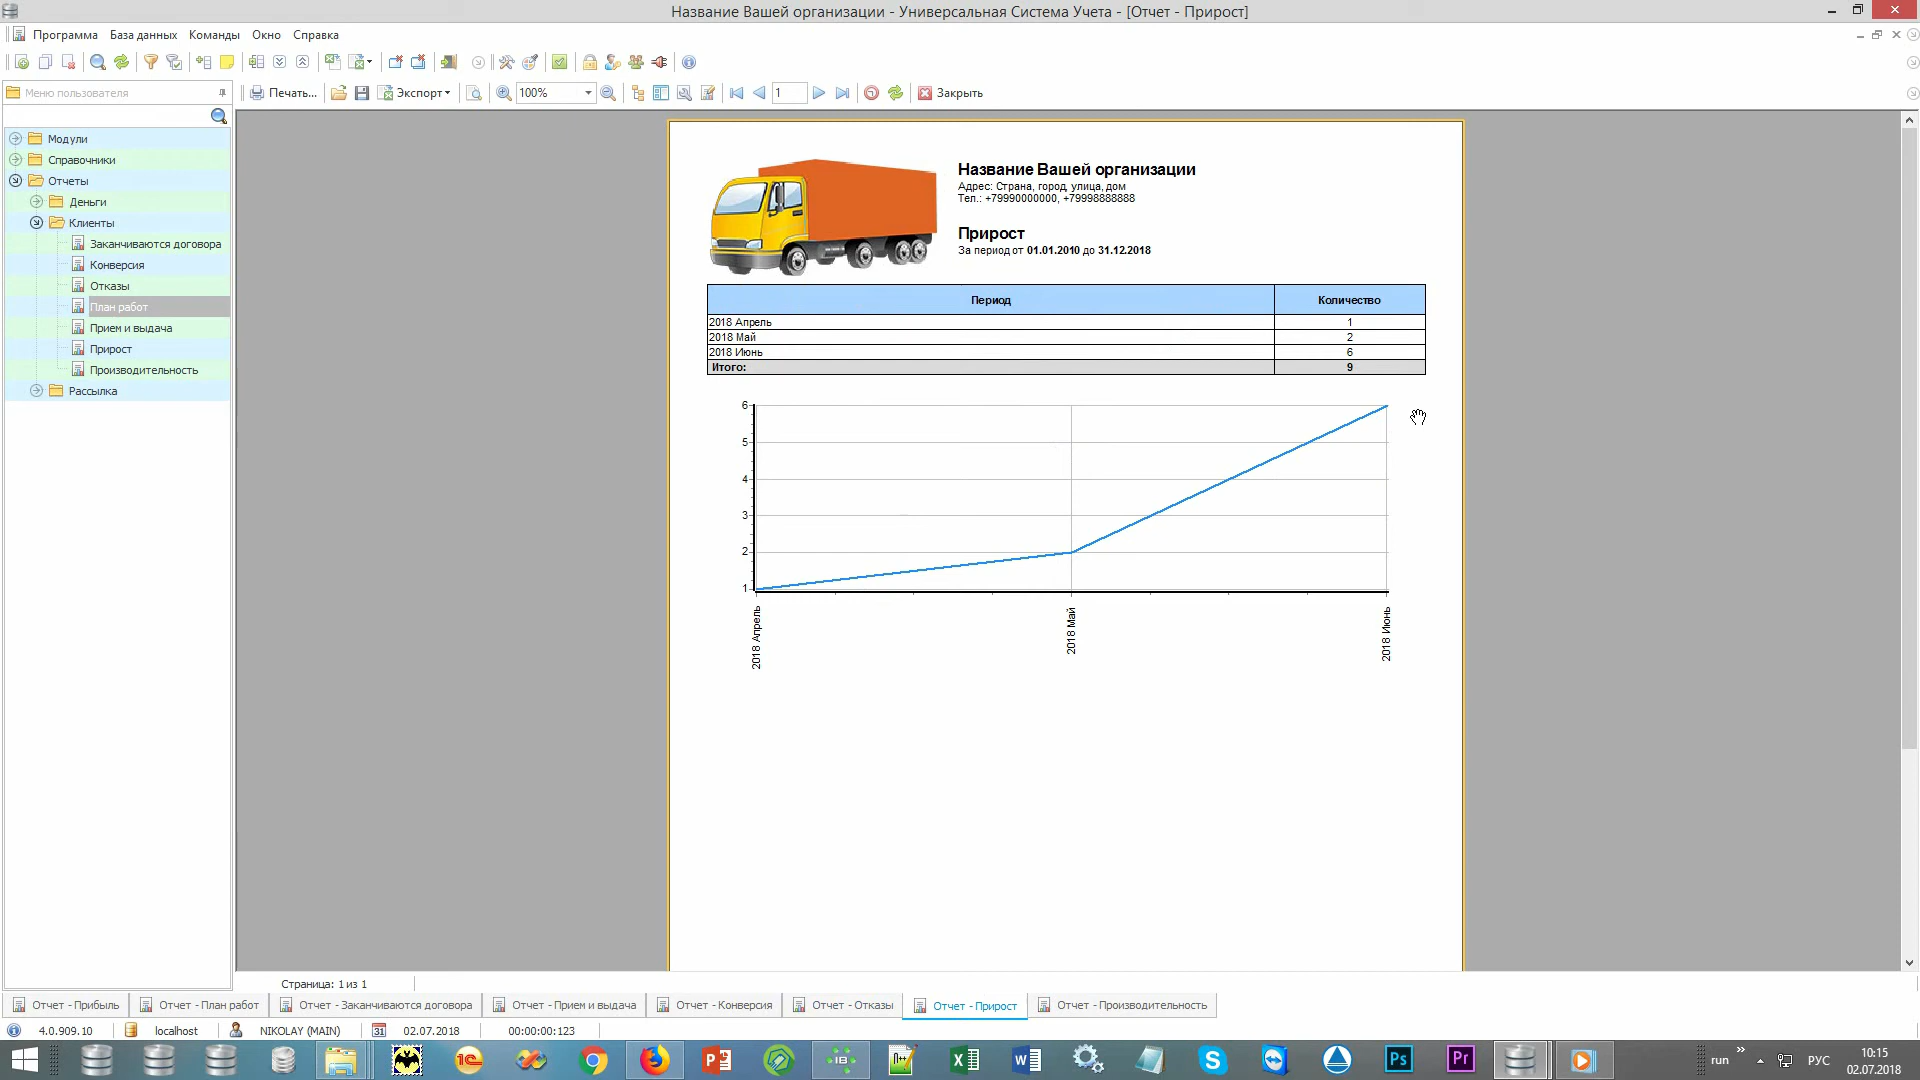 Название Вашей организации - Универсальная Система Учета - [Отчет - Прирост]
Программа База данных Команды Окно Справка
Меню пользователя
Печать... Экспорт 100% 1 Закрыть
Модули
Справочники
Отчеты
Деньги
Клиенты
Заканчиваются договора
Конверсия
Отказы
План работ
Прием и выдача
Прирост
Производительность
Рассылка
Название Вашей организации
Адрес: Страна, город, улица, дом
Тел.: +79990000000, +79998888888
Прирост
За период от 01.01.2010 до 31.12.2018
Период Количество
2018 Апрель 1
2018 Май 2
2018 Июнь 6
Итого: 9
6
5
4
3
2
1
2018 Апрель 2018 Май 2018 Июнь
Страница: 1 из 1
Отчет - Прибыль Отчет - План работ Отчет - Заканчиваются договора Отчет - Прием и выдача Отчет - Конверсия Отчет - Отказы Отчет - Прирост Отчет - Производительность
4.0.909.10 localhost NIKOLAY (MAIN) 31 02.07.2018 00:00:00:123
run » РУС 10:15
02.07.2018